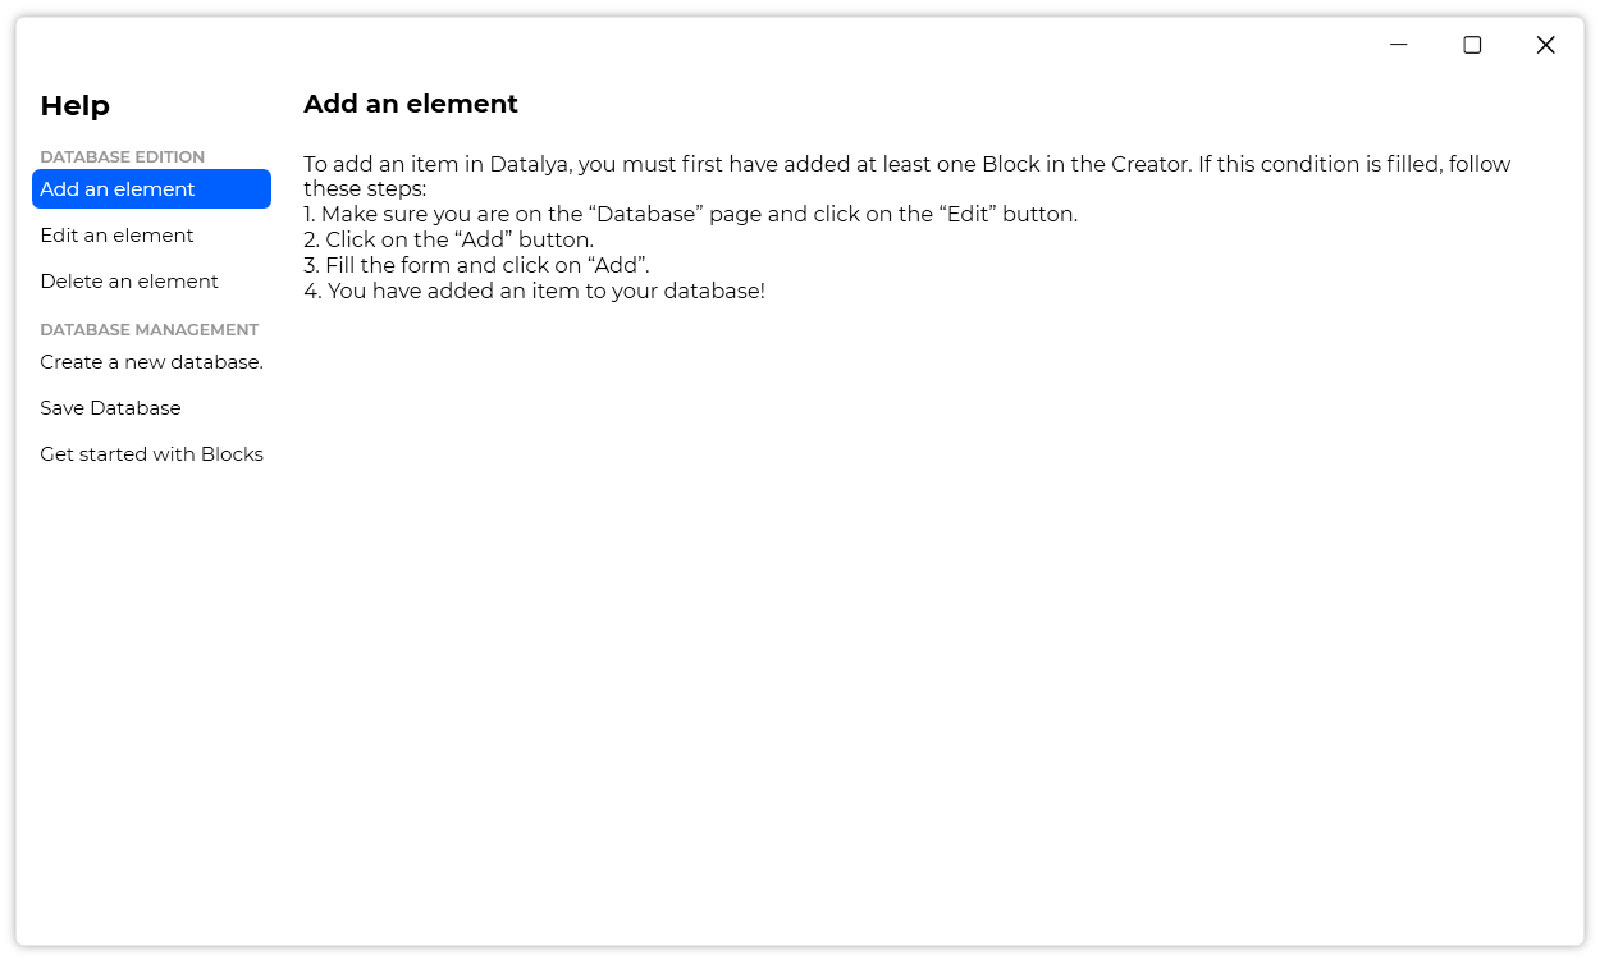 Help
DATABASE EDITION
Add an element
Edit an element
Delete an element
DATABASE MANAGEMENT
Create a new database.
Save Database
Get started with Blocks
Add an element
To add an item in Datalya, you must first have added at least one Block in the Creator. If this condition is filled, follow
these steps:
1. Make sure you are on the “Database” page and click on the “Edit” button.
2. Click on the “Add” button.
3. Fill the form and click on “Add”.
4. You have added an item to your database!